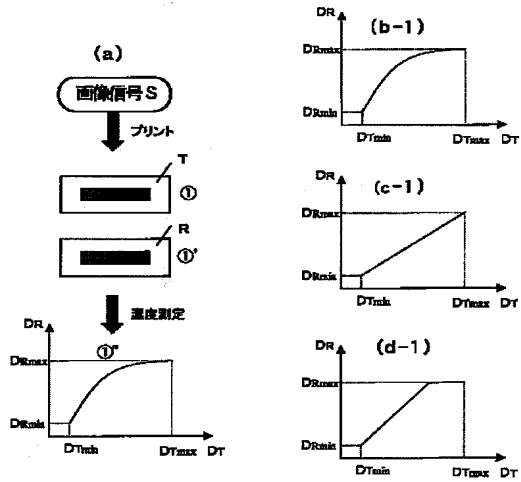 (a)
画像信号 S
プリント
T
①
R
①'
濃度測定
DR
①"
DRmax
DRmin
DTmin
DTmax
DT
(b-1)
DR
DRmax
DRmin
DTmin
DTmax
DT
(c-1)
DR
DRmax
DRmin
DTmin
DTmax
DT
(d-1)
DR
DRmax
DRmin
DTmin
DTmax
DT